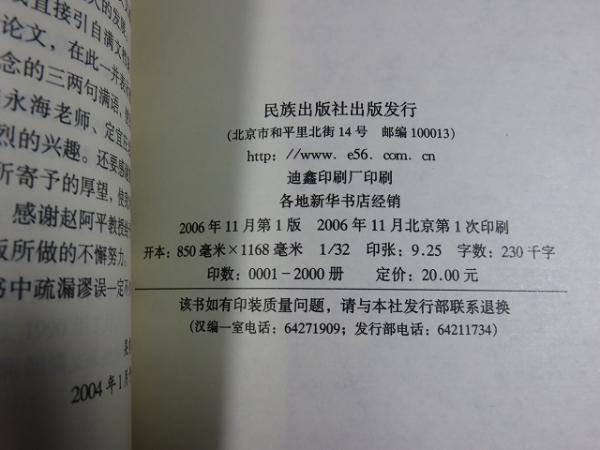 久的发展。
直接引自满文档
论文，在此一并表
念的三两句满语，
永海老师、定宜
烈的兴趣。还要感
所寄予的厚望，使
感谢赵阿平教授
版所做的不懈努力。
书中疏漏谬误一定不
2004年1月
民族出版社出版发行
（北京市和平里北街14号 邮编100013）
http：//www．e56．com．cn
迪鑫印刷厂印刷
各地新华书店经销
2006年11月第1版 2006年11月北京第1次印刷
开本：850毫米×1168毫米 1/32 印张：9.25 字数：230千字
印数：0001－2000册 定价：20.00元
该书如有印装质量问题，请与本社发行部联系退换
（汉编一室电话：64271909；发行部电话：64211734）